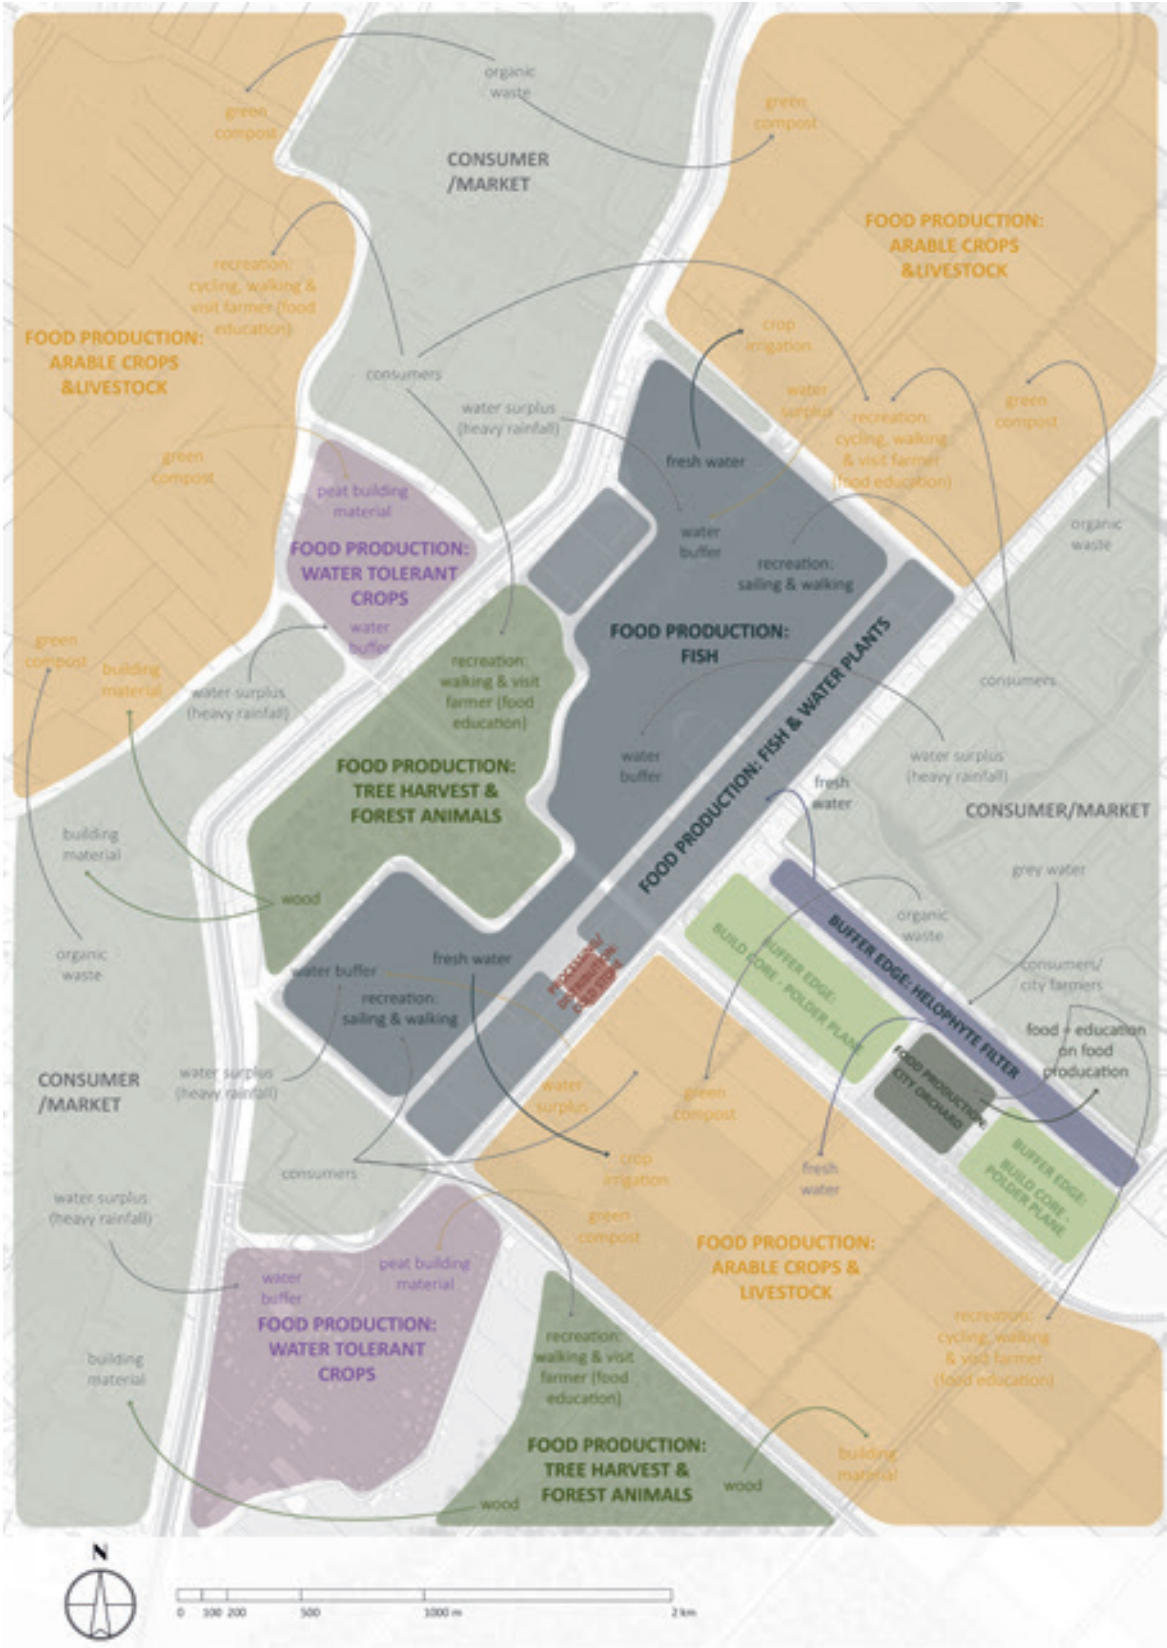 organic
waste
green
compost
green
compost
CONSUMER
/MARKET
FOOD PRODUCTION:
ARABLE CROPS
&LIVESTOCK
recreation:
cycling, walking &
visit farmer (food
education)
FOOD PRODUCTION:
ARABLE CROPS
&LIVESTOCK
crop
irrigation
consumers
water surplus
(heavy rainfall)
water
surplus
recreation:
cycling, walking
& visit farmer
(food education)
green
compost
green
compost
fresh water
peat building
material
organic
waste
water
buffer
FOOD PRODUCTION:
WATER TOLERANT
CROPS
recreation:
sailing & walking
water
buffer
FOOD PRODUCTION:
FISH
green
compost
building
material
recreation:
walking & visit
farmer (food
education)
consumers
water surplus
(heavy rainfall)
FOOD PRODUCTION: FISH & WATER PLANTS
water
buffer
water surplus
(heavy rainfall)
FOOD PRODUCTION:
TREE HARVEST &
FOREST ANIMALS
fresh
water
CONSUMER/MARKET
building
material
grey water
wood
organic
waste
BUFFER EDGE: HELOPHYTE FILTER
BUFFER EDGE:
BUILD CORE - POLDER PLANE
organic
waste
water buffer
fresh water
recreation:
sailing & walking
consumers/
city farmers
food + education
on food
producation
FOOD PRODUCTION:
CITY ORCHARD
CONSUMER
/MARKET
water surplus
(heavy rainfall)
water
surplus
green
compost
BUFFER EDGE:
BUILD CORE -
POLDER PLANE
consumers
crop
irrigation
fresh
water
water surplus
(heavy rainfall)
green
compost
peat building
material
FOOD PRODUCTION:
ARABLE CROPS &
LIVESTOCK
water
buffer
FOOD PRODUCTION:
WATER TOLERANT
CROPS
recreation:
walking & visit
farmer (food
education)
recreation:
cycling, walking
& visit farmer
(food education)
building
material
FOOD PRODUCTION:
TREE HARVEST &
FOREST ANIMALS
building
material
wood
wood
N
0 100 200 500 1000 m 2 km